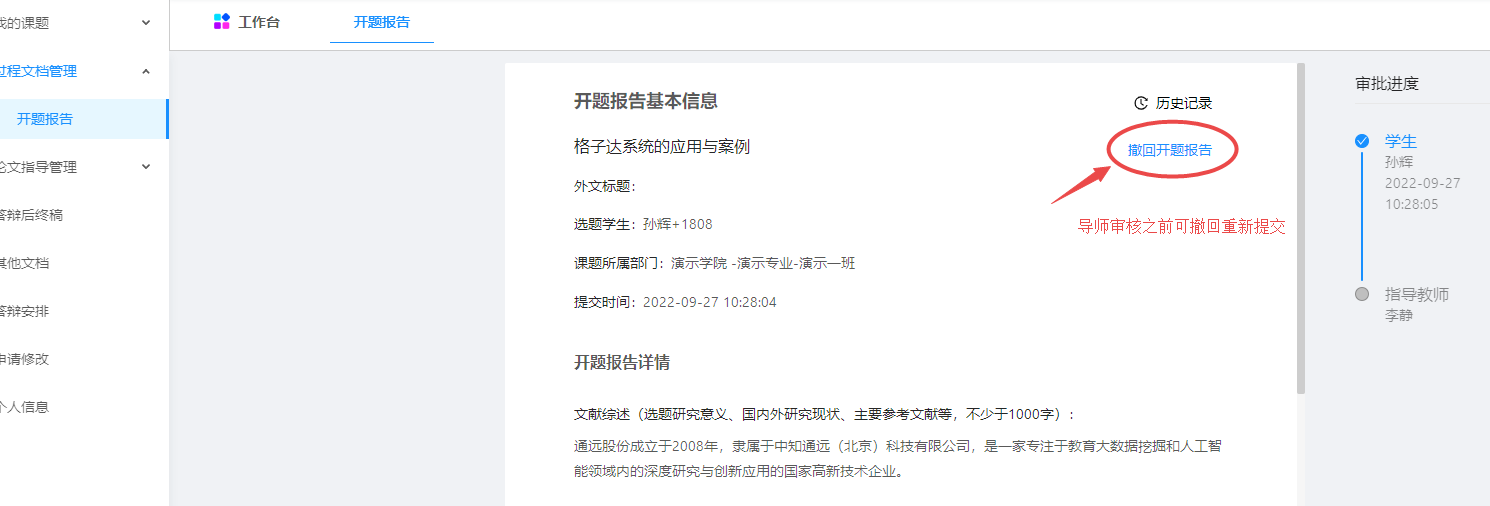 我的课题
过程文档管理
开题报告
论文指导管理
答辩后终稿
其他文档
答辩安排
申请修改
个人信息
工作台
开题报告
开题报告基本信息
历史记录
格子达系统的应用与案例
撤回开题报告
外文标题：
选题学生：孙辉+1808
导师审核之前可撤回重新提交
课题所属部门：演示学院 -演示专业-演示一班
提交时间：2022-09-27 10:28:04
开题报告详情
文献综述（选题研究意义、国内外研究现状、主要参考文献等，不少于1000字）：
通远股份成立于2008年，隶属于中知通远（北京）科技有限公司，是一家专注于教育大数据挖掘和人工智
能领域内的深度研究与创新应用的国家高新技术企业。
审批进度
学生
孙辉
2022-09-27
10:28:05
指导教师
李静